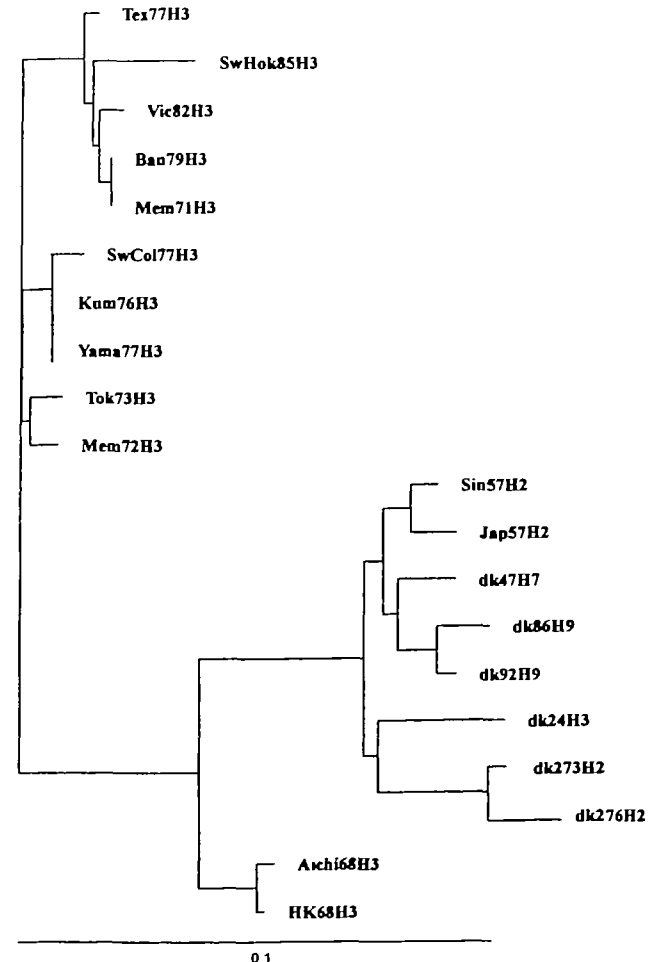 Tex77H3
SwHok85H3
Vic82H3
Ban79H3
Mem71H3
SwCol77H3
Kum76H3
Yama77H3
Tok73H3
Mem72H3
Sin57H2
Jap57H2
dk47H7
dk86H9
dk92H9
dk24H3
dk273H2
dk276H2
Aichi68H3
HK68H3
0.1